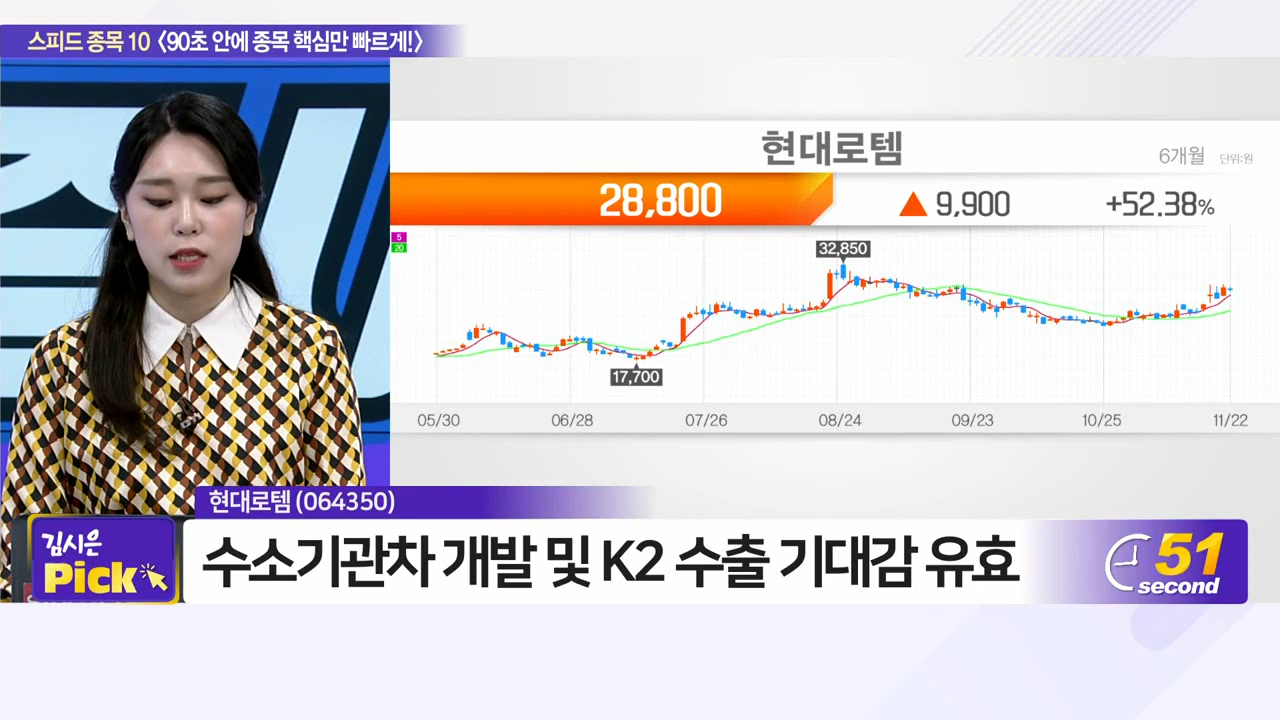 스피드 종목 10 <90초 안에 종목 핵심만 빠르게!>
현대로템
6개월 단위:원
28,800 ▲ 9,900 +52.38%
5
20
32,850
17,700
05/30 06/28 07/26 08/24 09/23 10/25 11/22
현대로템 (064350)
김시은
Pick
수소기관차 개발 및 K2 수출 기대감 유효
51
second